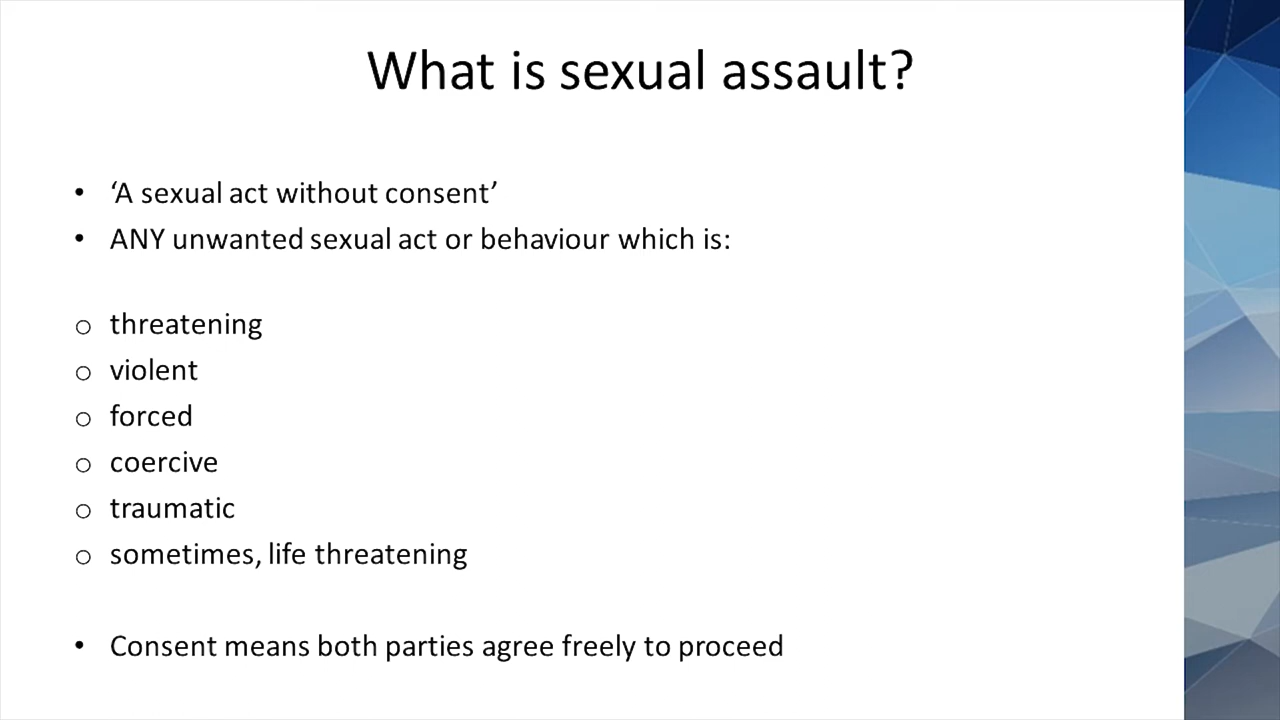 What is sexual assault?
• ‘A sexual act without consent’
• ANY unwanted sexual act or behaviour which is:
o threatening
o violent
o forced
o coercive
o traumatic
o sometimes, life threatening
• Consent means both parties agree freely to proceed